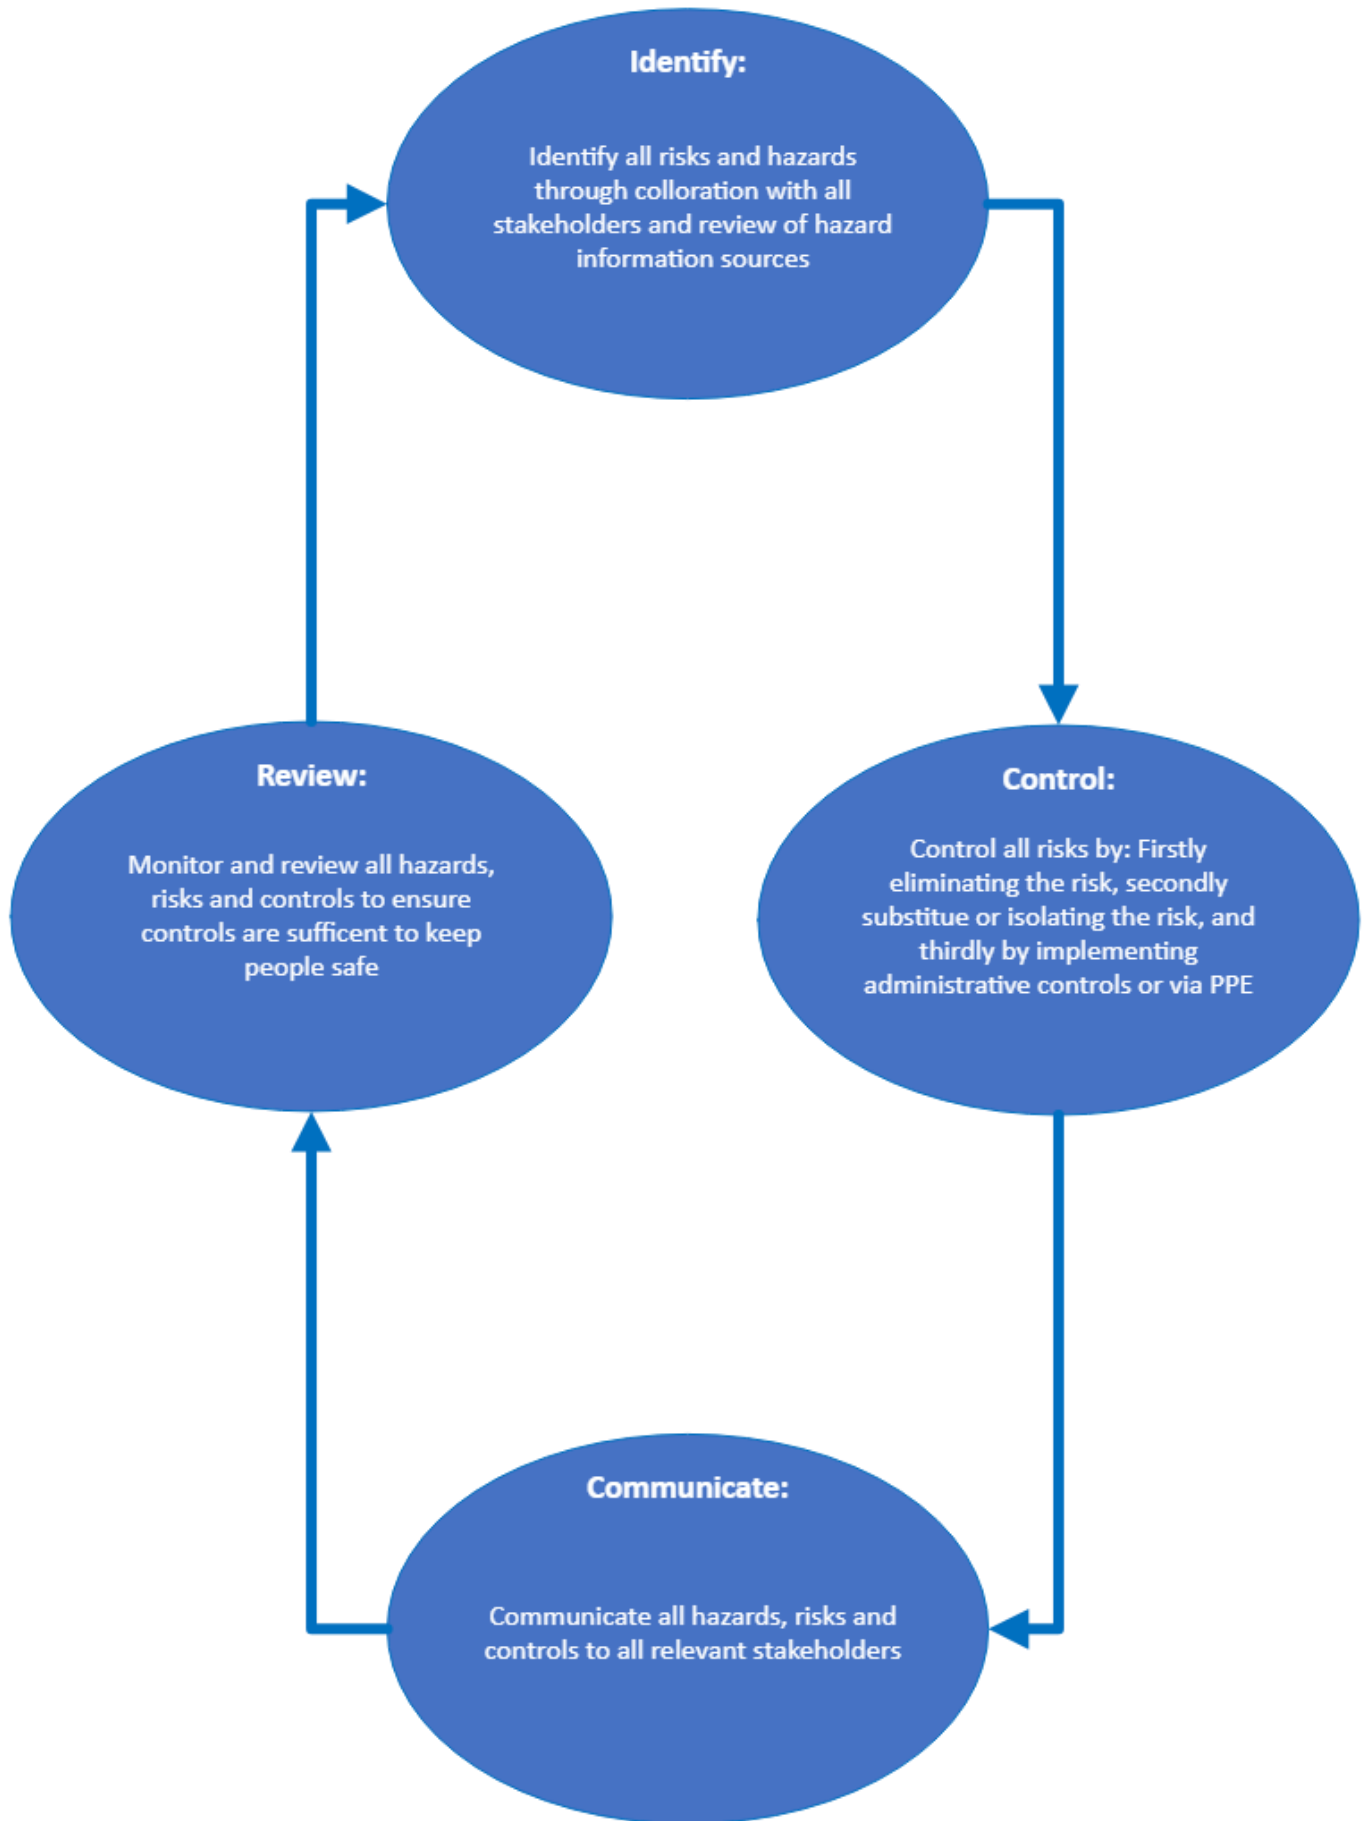 Identify:
Identify all risks and hazards
through colloration with all
stakeholders and review of hazard
information sources
Review:
Monitor and review all hazards,
risks and controls to ensure
controls are sufficent to keep
people safe
Control:
Control all risks by: Firstly
eliminating the risk, secondly
substitue or isolating the risk, and
thirdly by implementing
administrative controls or via PPE
Communicate:
Communicate all hazards, risks and
controls to all relevant stakeholders